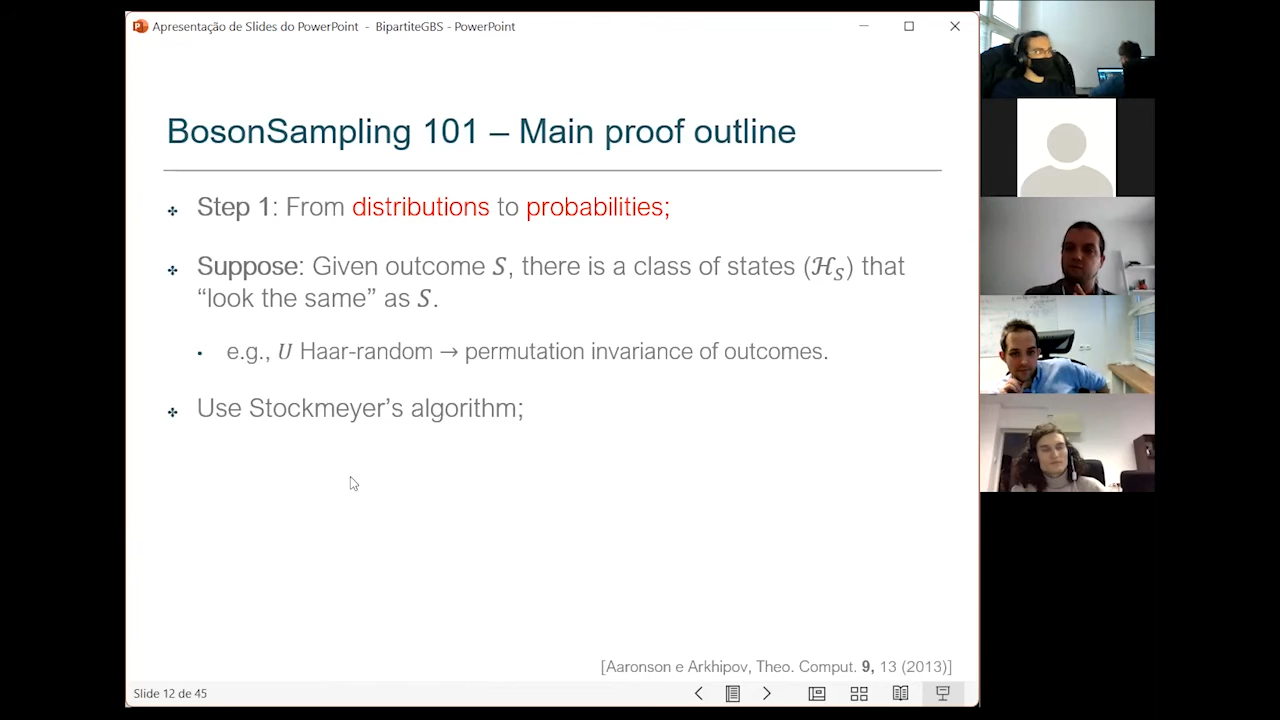 Apresentação de Slides do PowerPoint - BipartiteGBS - PowerPoint
BosonSampling 101 – Main proof outline
Step 1: From distributions to probabilities;
Suppose: Given outcome 𝑆, there is a class of states (ℋ𝑆) that
“look the same” as 𝑆.
e.g., 𝑈 Haar-random → permutation invariance of outcomes.
Use Stockmeyer’s algorithm;
[Aaronson e Arkhipov, Theo. Comput. 9, 13 (2013)]
Slide 12 de 45